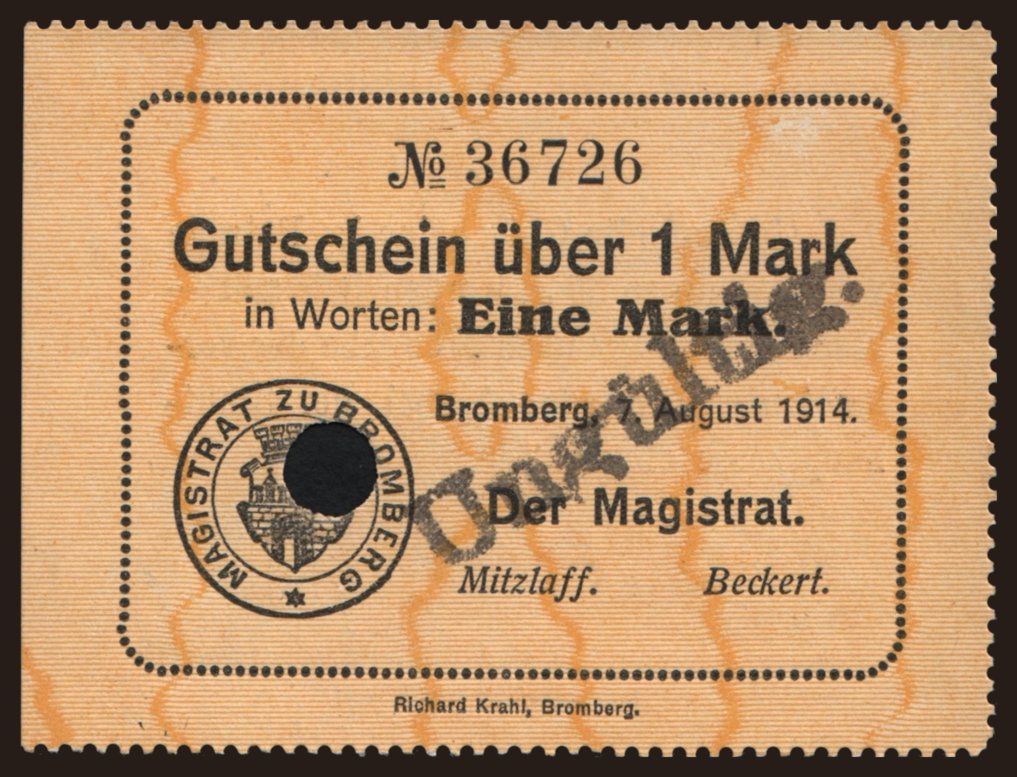 № 36726
Gutschein über 1 Mark
in Worten: Eine Mark.
Bromberg, 7. August 1914.
Der Magistrat.
Mitzlaff. Beckert.
MAGISTRAT ZU BROMBERG
Ungültig.
Richard Krahl, Bromberg.